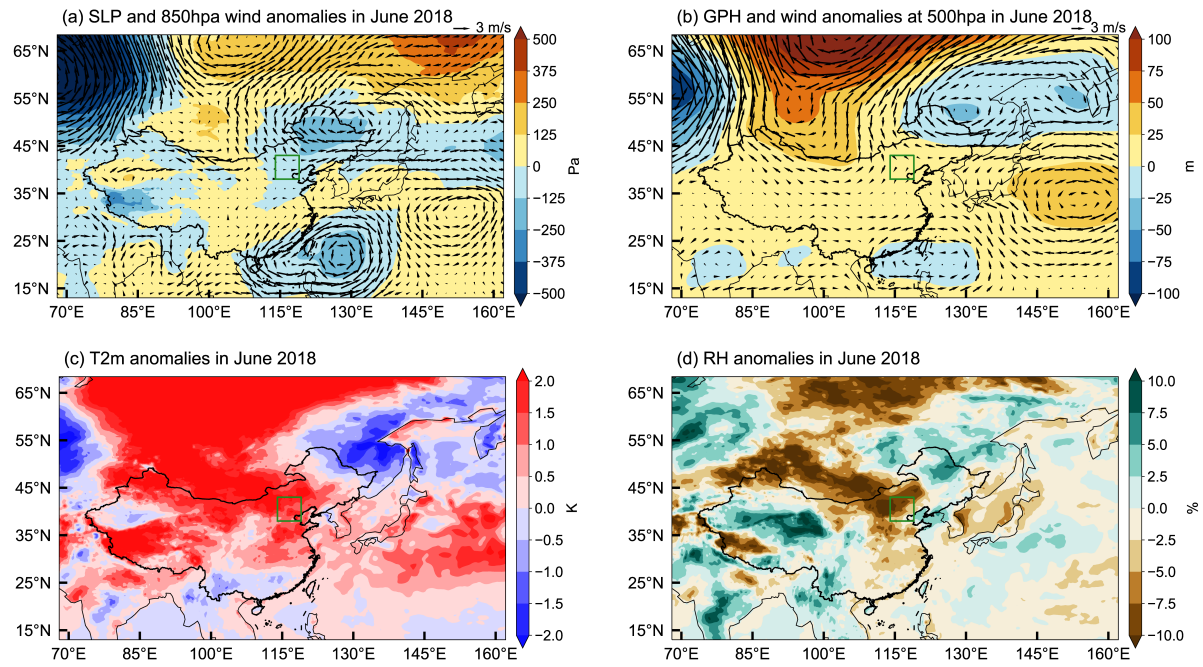 (a) SLP and 850hpa wind anomalies in June 2018
3 m/s
65°N
55°N
45°N
35°N
25°N
15°N
70°E 85°E 100°E 115°E 130°E 145°E 160°E
500
375
250
125
0
−125
−250
−375
−500
Pa
(b) GPH and wind anomalies at 500hpa in June 2018
3 m/s
65°N
55°N
45°N
35°N
25°N
15°N
70°E 85°E 100°E 115°E 130°E 145°E 160°E
100
75
50
25
0
−25
−50
−75
−100
m
(c) T2m anomalies in June 2018
65°N
55°N
45°N
35°N
25°N
15°N
70°E 85°E 100°E 115°E 130°E 145°E 160°E
2.0
1.5
1.0
0.5
0.0
−0.5
−1.0
−1.5
−2.0
K
(d) RH anomalies in June 2018
65°N
55°N
45°N
35°N
25°N
15°N
70°E 85°E 100°E 115°E 130°E 145°E 160°E
10.0
7.5
5.0
2.5
0.0
−2.5
−5.0
−7.5
−10.0
%